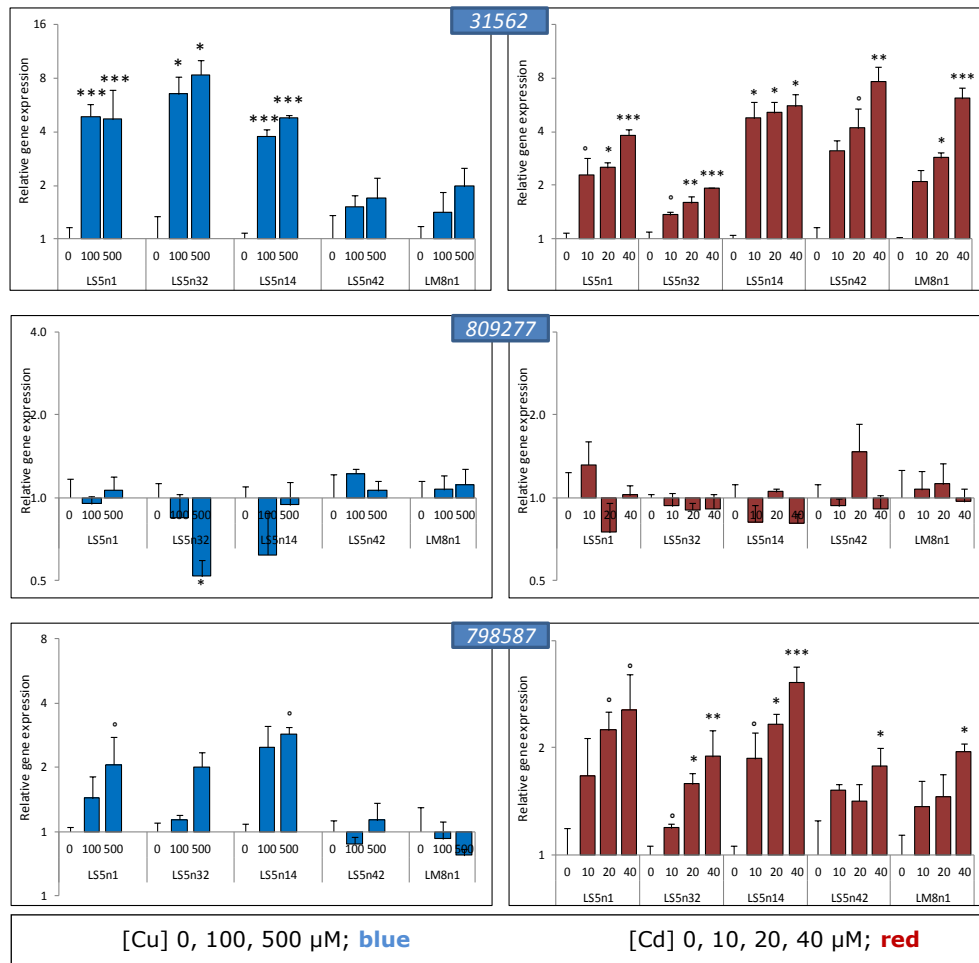 31562
Relative gene expression
16
8
4
2
1
*** *** * * *** ***
0 100 500 0 100 500 0 100 500 0 100 500 0 100 500
LS5n1 LS5n32 LS5n14 LS5n42 LM8n1
Relative gene expression
16
8
4
2
1
° * *** ° ** *** * * * ° ** * ***
0 10 20 40 0 10 20 40 0 10 20 40 0 10 20 40 0 10 20 40
LS5n1 LS5n32 LS5n14 LS5n42 LM8n1
809277
Relative gene expression
4.0
2.0
1.0
0.5
0 100 500 0 100 500 0 100 500 0 100 500 0 100 500
LS5n1 LS5n32 LS5n14 LS5n42 LM8n1
*
Relative gene expression
4.0
2.0
1.0
0.5
0 10 20 40 0 10 20 40 0 10 20 40 0 10 20 40 0 10 20 40
LS5n1 LS5n32 LS5n14 LS5n42 LM8n1
798587
Relative gene expression
8
4
2
1
1
° °
0 100 500 0 100 500 0 100 500 0 100 500 0 100 500
LS5n1 LS5n32 LS5n14 LS5n42 LM8n1
Relative gene expression
2
1
° ° ° * ** ° * *** * *
0 10 20 40 0 10 20 40 0 10 20 40 0 10 20 40 0 10 20 40
LS5n1 LS5n32 LS5n14 LS5n42 LM8n1
[Cu] 0, 100, 500 µM; blue [Cd] 0, 10, 20, 40 µM; red